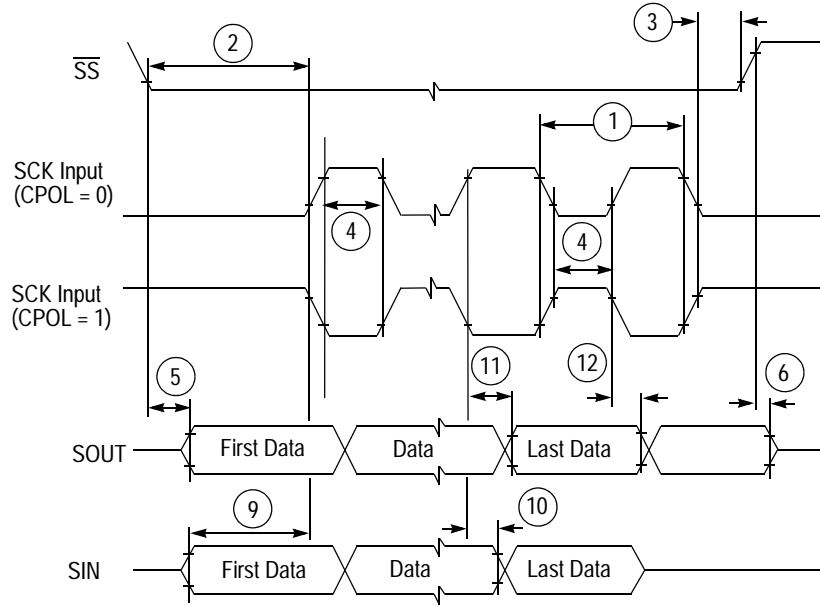 3
2
S̅S̅
1
SCK Input
(CPOL = 0)
4
4
SCK Input
(CPOL = 1)
5
11
12
6
SOUT
First Data
Data
Last Data
9
10
SIN
First Data
Data
Last Data